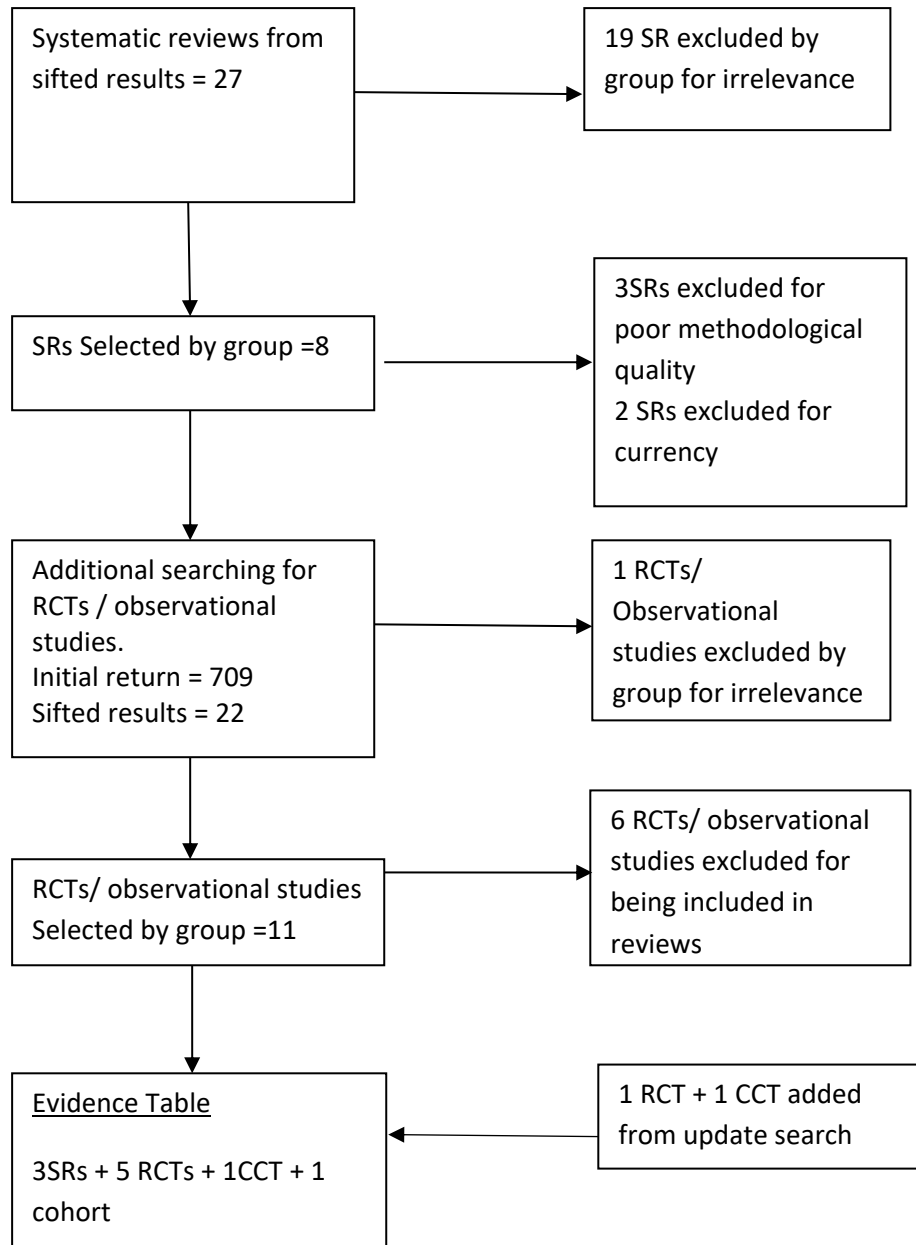 Systematic reviews from
sifted results = 27
19 SR excluded by
group for irrelevance
SRs Selected by group =8
3SRs excluded for
poor methodological
quality
2 SRs excluded for
currency
Additional searching for
RCTs / observational
studies.
Initial return = 709
Sifted results = 22
1 RCTs/
Observational
studies excluded by
group for irrelevance
RCTs/ observational studies
Selected by group =11
6 RCTs/ observational
studies excluded for
being included in
reviews
Evidence Table
3SRs + 5 RCTs + 1CCT + 1
cohort
1 RCT + 1 CCT added
from update search